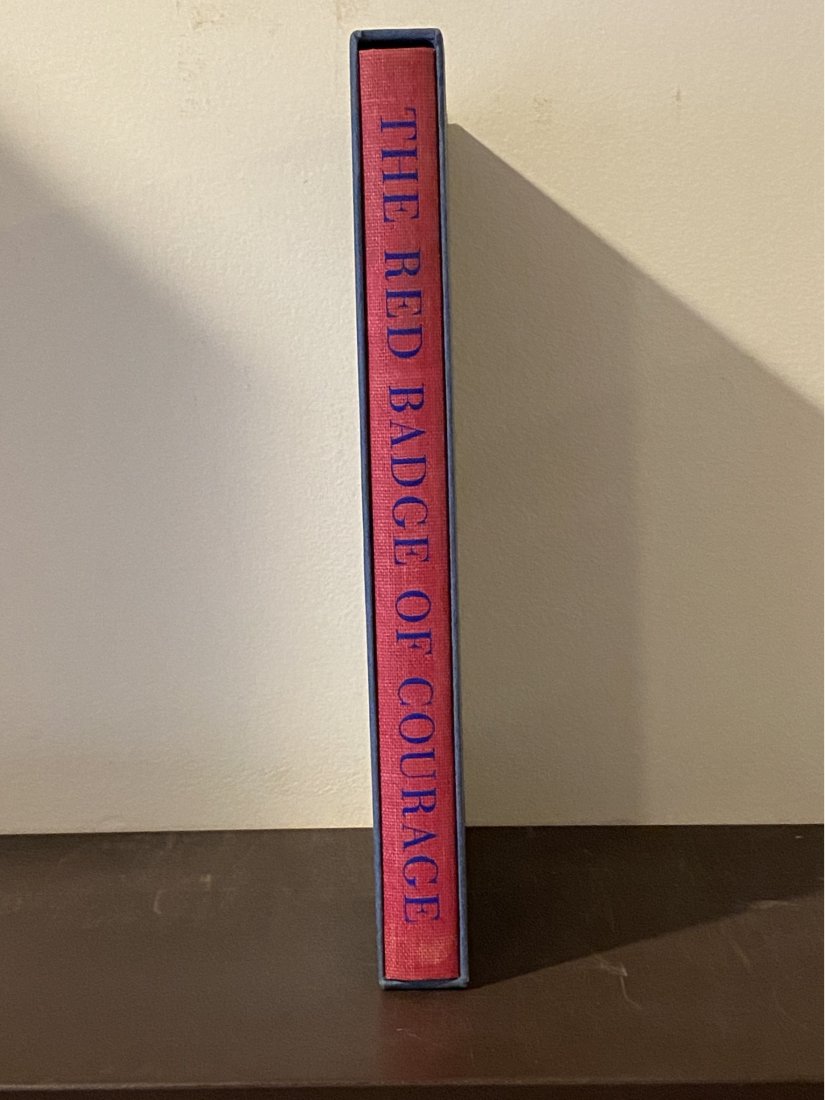 THE RED BADGE OF COURAGE